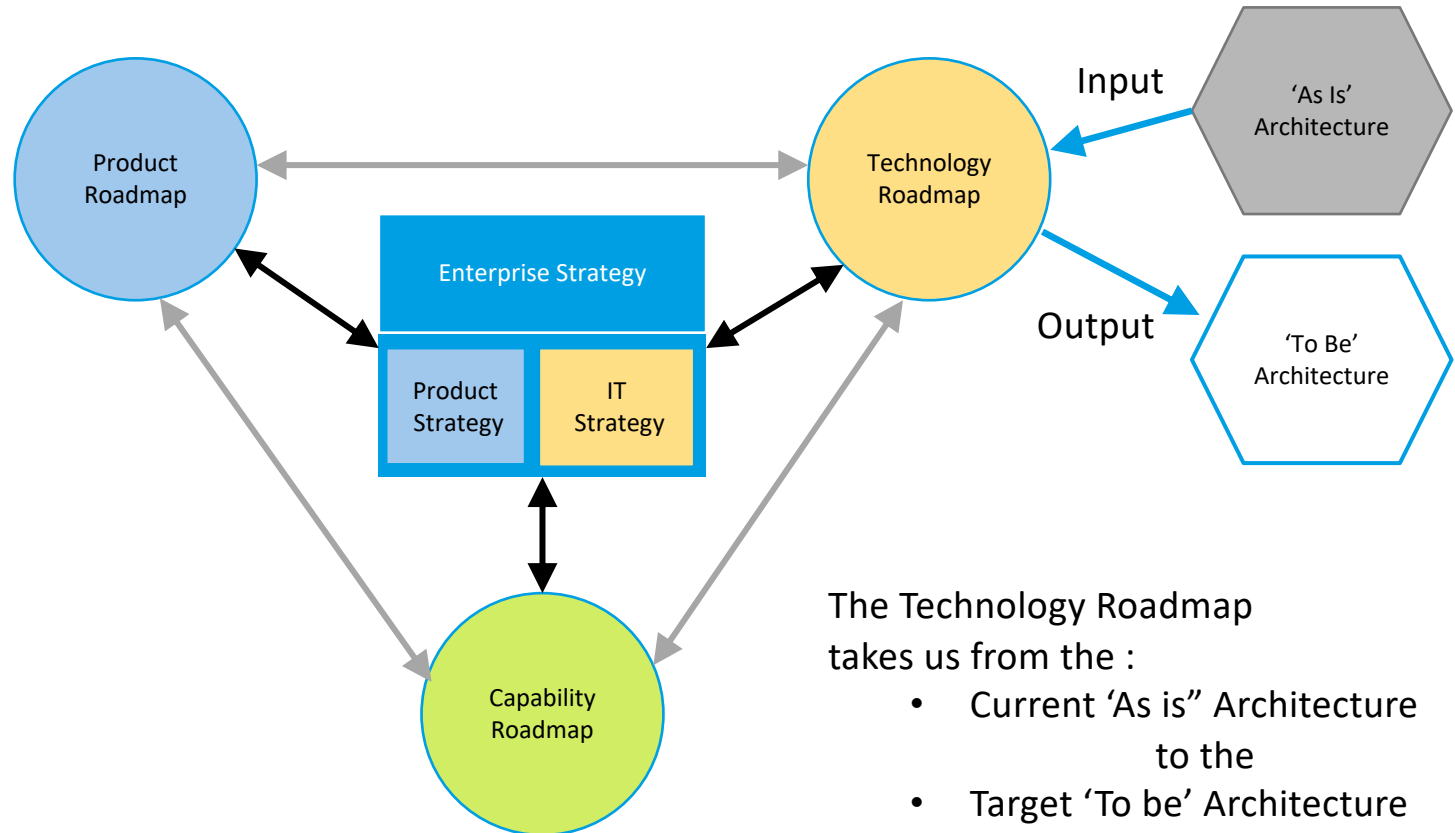 Product
Roadmap
Technology
Roadmap
Input
‘As Is’
Architecture
Enterprise Strategy
Product
Strategy
IT
Strategy
Output
‘To Be’
Architecture
Capability
Roadmap
The Technology Roadmap
takes us from the :
• Current ‘As is” Architecture
to the
• Target ‘To be’ Architecture